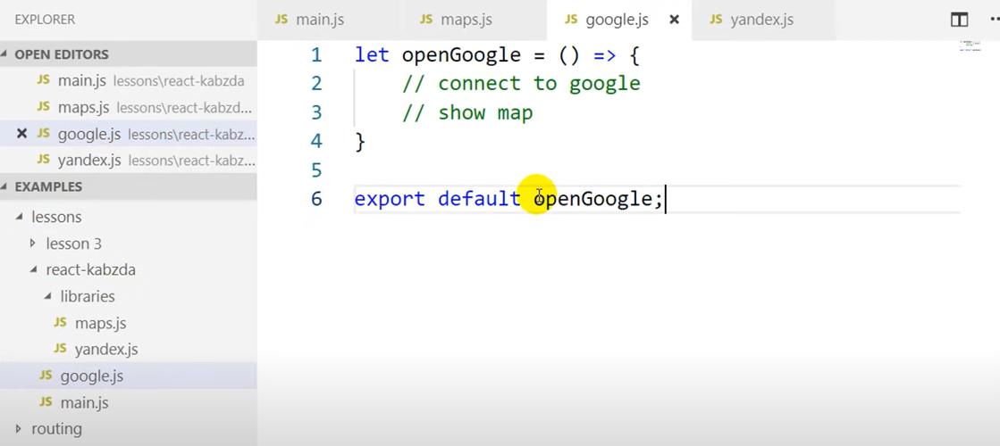 EXPLORER
OPEN EDITORS
JS main.js lessons\react-kabzda
JS maps.js lessons\react-kabzd...
JS google.js lessons\react-kabz...
JS yandex.js lessons\react-kabz...
EXAMPLES
lessons
lesson 3
react-kabzda
libraries
JS maps.js
JS yandex.js
JS google.js
JS main.js
routing
JS main.js JS maps.js JS google.js JS yandex.js
1 let openGoogle = () => {
2 // connect to google
3 // show map
4 }
5
6 export default openGoogle;